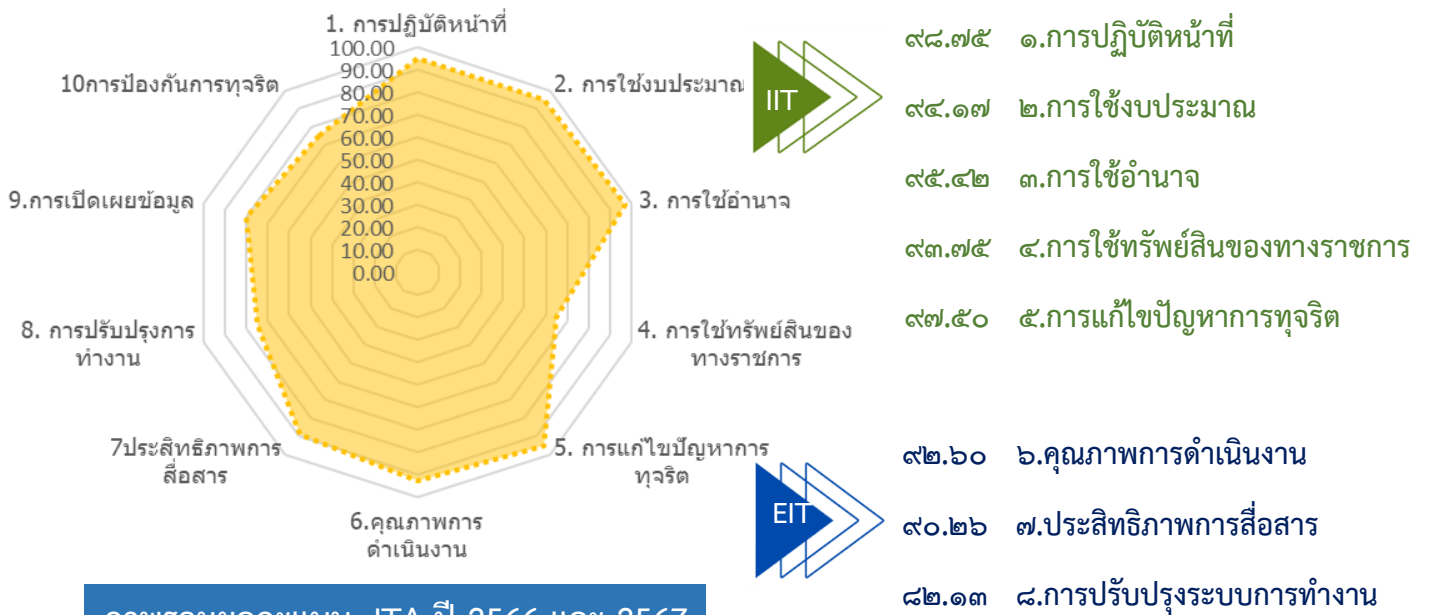 1. การปฏิบัติหน้าที่
100.00
90.00
80.00
70.00
60.00
50.00
40.00
30.00
20.00
10.00
0.00
2. การใช้งบประมาณ
3. การใช้อำนาจ
4. การใช้ทรัพย์สินของ
ทางราชการ
5. การแก้ไขปัญหาการ
ทุจริต
6.คุณภาพการ
ดำเนินงาน
7ประสิทธิภาพการ
สื่อสาร
8. การปรับปรุงการ
ทำงาน
9.การเปิดเผยข้อมูล
10การป้องกันการทุจริต
IIT
๙๘.๗๕ ๑.การปฏิบัติหน้าที่
๙๔.๑๗ ๒.การใช้งบประมาณ
๙๕.๔๒ ๓.การใช้อำนาจ
๙๓.๗๕ ๔.การใช้ทรัพย์สินของทางราชการ
๙๗.๕๐ ๕.การแก้ไขปัญหาการทุจริต
EIT
๙๒.๖๐ ๖.คุณภาพการดำเนินงาน
๙๐.๒๖ ๗.ประสิทธิภาพการสื่อสาร
๘๒.๑๓ ๘.การปรับปรุงระบบการทำงาน
ITA ปี 2566 และ 2567